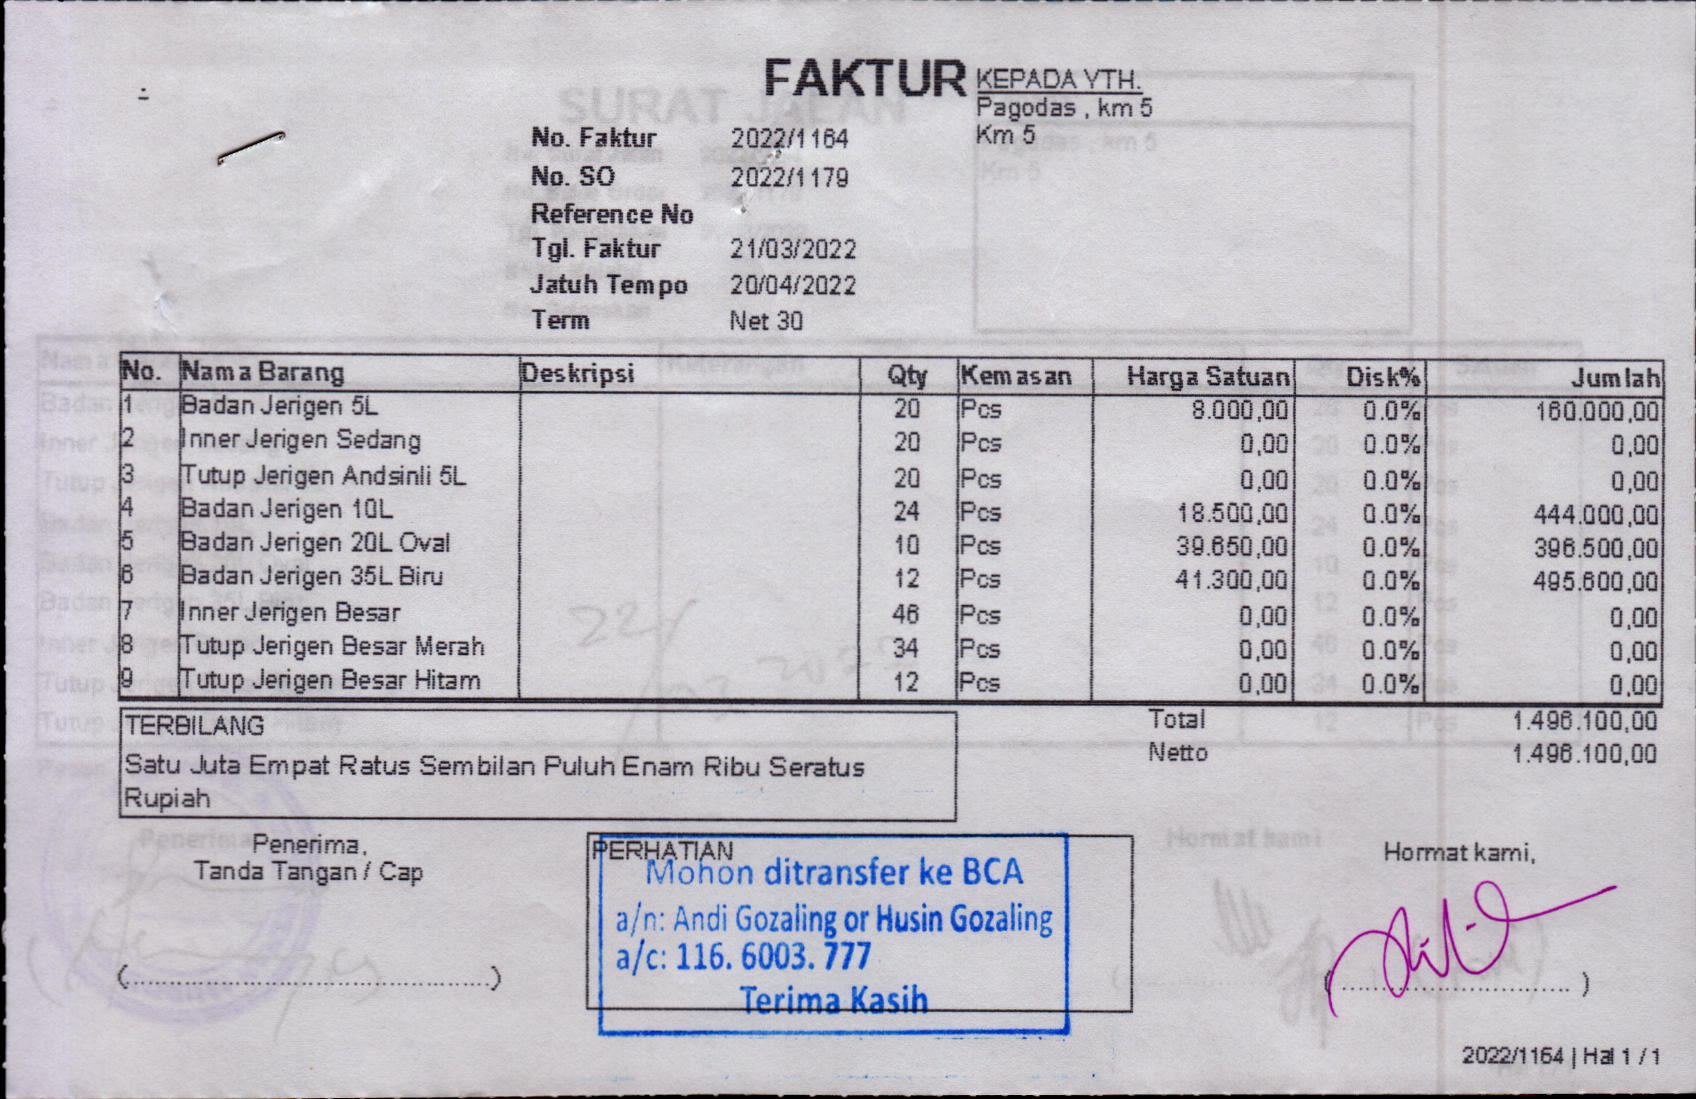 FAKTUR
KEPADA YTH.
Pagodas , km 5
Km 5
No. Faktur 2022/1164
No. SO 2022/1179
Reference No
Tgl. Faktur 21/03/2022
Jatuh Tempo 20/04/2022
Term Net 30
No. Nama Barang Deskripsi Qty Kemasan Harga Satuan Disk% Jumlah
1 Badan Jerigen 5L 20 Pcs 8.000,00 0.0% 160.000,00
2 Inner Jerigen Sedang 20 Pcs 0,00 0.0% 0,00
3 Tutup Jerigen Andsinli 5L 20 Pcs 0,00 0.0% 0,00
4 Badan Jerigen 10L 24 Pcs 18.500,00 0.0% 444.000,00
5 Badan Jerigen 20L Oval 10 Pcs 39.650,00 0.0% 396.500,00
6 Badan Jerigen 35L Biru 12 Pcs 41.300,00 0.0% 495.600,00
7 Inner Jerigen Besar 46 Pcs 0,00 0.0% 0,00
8 Tutup Jerigen Besar Merah 34 Pcs 0,00 0.0% 0,00
9 Tutup Jerigen Besar Hitam 12 Pcs 0,00 0.0% 0,00
Total 1.496.100,00
Netto 1.496.100,00
TERBILANG
Satu Juta Empat Ratus Sembilan Puluh Enam Ribu Seratus
Rupiah
Penerima,
Tanda Tangan / Cap
(........................................)
PERHATIAN
Mohon ditransfer ke BCA
a/n: Andi Gozaling or Husin Gozaling
a/c: 116. 6003. 777
Terima Kasih
Hormat kami,
(........................................)
2022/1164 | Hal 1 / 1